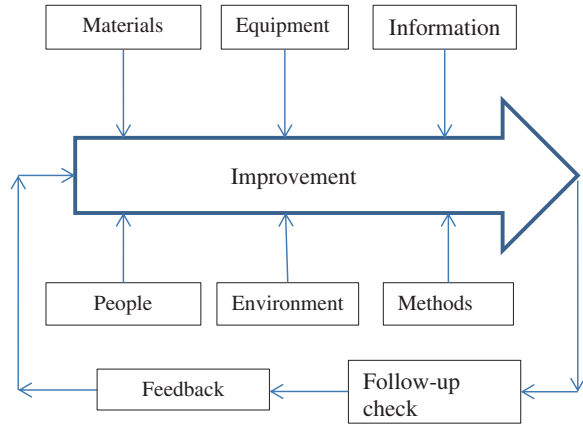 Materials
Equipment
Information
Improvement
People
Environment
Methods
Feedback
Follow-up
check